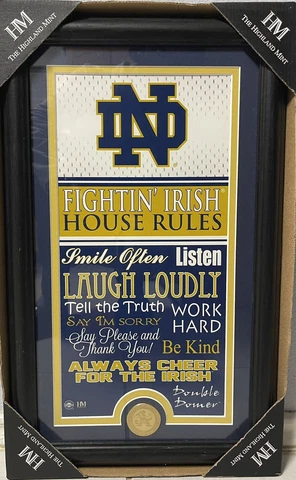 HM
THE HIGHLAND MINT
HM
THE HIGHLAND MINT
ND
FIGHTIN' IRISH®
HOUSE RULES
Smile Often Listen
LAUGH LOUDLY
Tell the Truth WORK
SAY I'M SORRY HARD
Say Please and
Thank You! Be Kind
ALWAYS CHEER
FOR THE IRISH
Double
Domer
HM
HM
THE HIGHLAND MINT
HM
THE HIGHLAND MINT